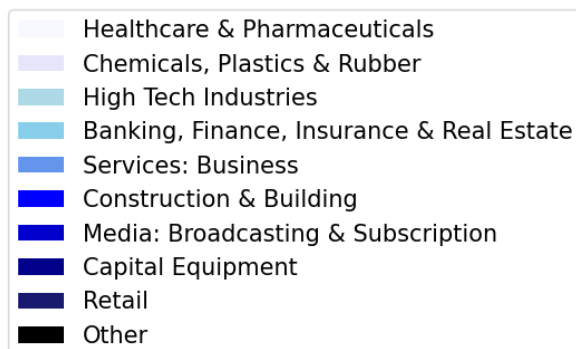 Healthcare & Pharmaceuticals
Chemicals, Plastics & Rubber
High Tech Industries
Banking, Finance, Insurance & Real Estate
Services: Business
Construction & Building
Media: Broadcasting & Subscription
Capital Equipment
Retail
Other